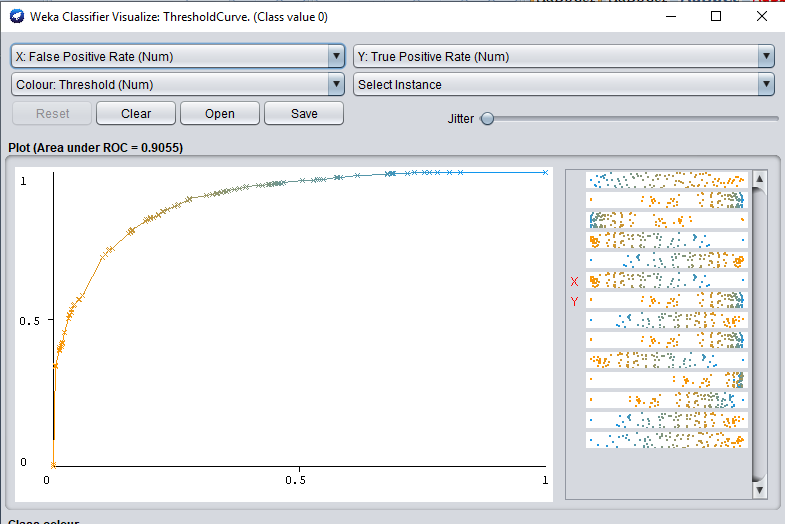 Weka Classifier Visualize: ThresholdCurve. (Class value 0)
X: False Positive Rate (Num) Y: True Positive Rate (Num)
Colour: Threshold (Num) Select Instance
Reset Clear Open Save Jitter
Plot (Area under ROC = 0.9055)
1
0.5
0
0 0.5 1
X
Y
Class colour